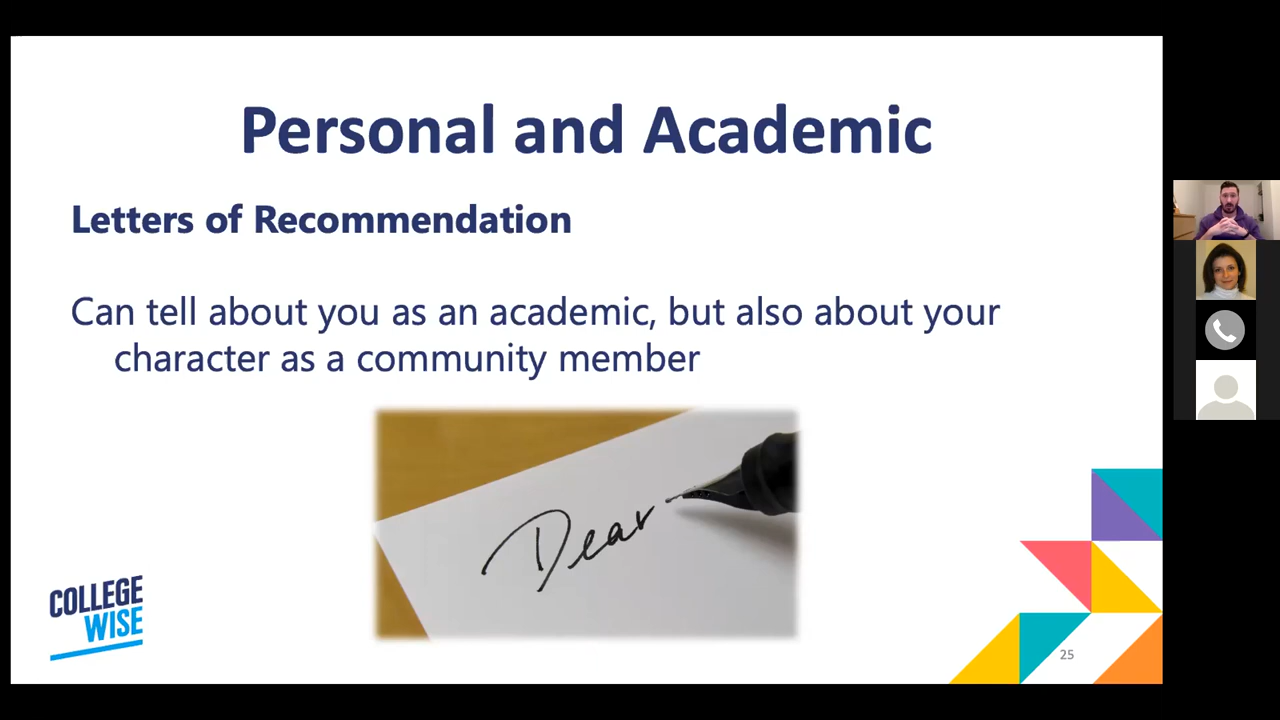 Personal and Academic
Letters of Recommendation
Can tell about you as an academic, but also about your
character as a community member
Dear
COLLEGE
WISE
25